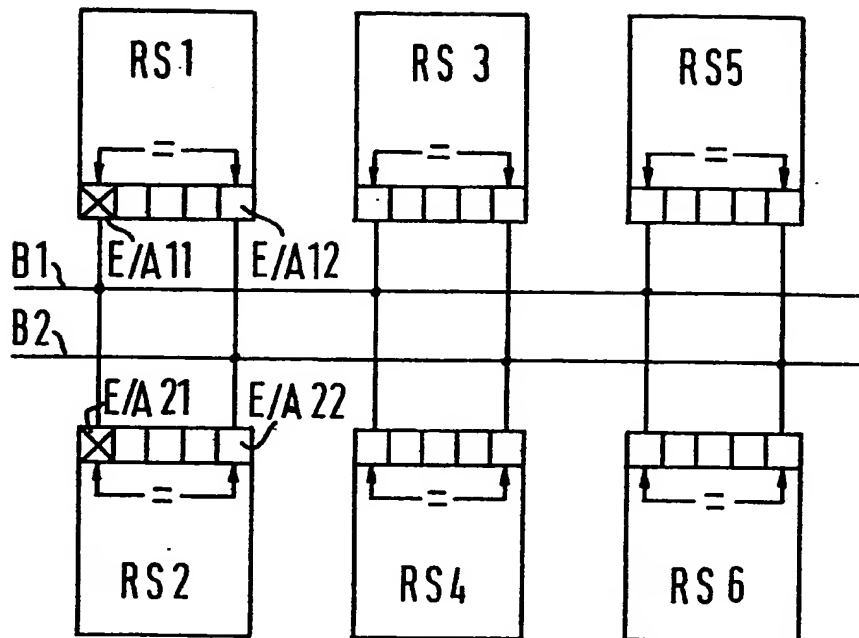 RS1 RS 3 RS5
= = =
E/A11 E/A12
B1
B2
E/A 21 E/A 22
= = =
RS2 RS4 RS 6